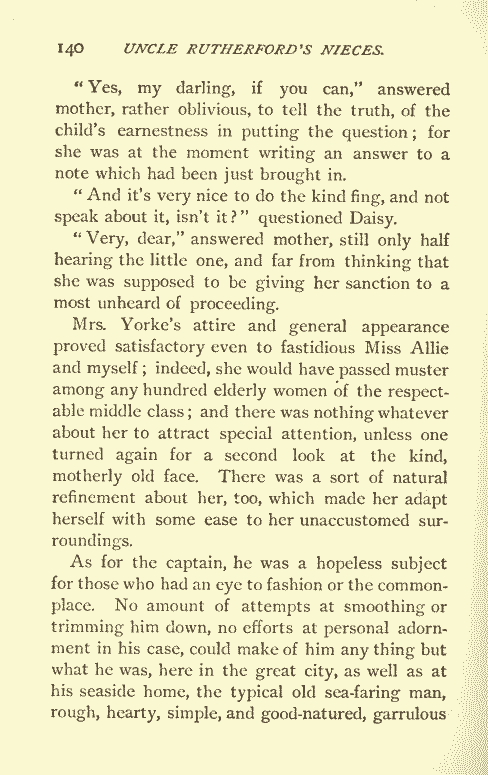 140 UNCLE RUTHERFORD'S NIECES.
“Yes, my darling, if you can,” answered
mother, rather oblivious, to tell the truth, of the
child's earnestness in putting the question; for
she was at the moment writing an answer to a
note which had been just brought in.
“And it's very nice to do the kind fing, and not
speak about it, isn't it?” questioned Daisy.
“Very, dear,” answered mother, still only half
hearing the little one, and far from thinking that
she was supposed to be giving her sanction to a
most unheard of proceeding.
Mrs. Yorke's attire and general appearance
proved satisfactory even to fastidious Miss Allie
and myself; indeed, she would have passed muster
among any hundred elderly women of the respect-
able middle class; and there was nothing whatever
about her to attract special attention, unless one
turned again for a second look at the kind,
motherly old face. There was a sort of natural
refinement about her, too, which made her adapt
herself with some ease to her unaccustomed sur-
roundings.
As for the captain, he was a hopeless subject
for those who had an eye to fashion or the common-
place. No amount of attempts at smoothing or
trimming him down, no efforts at personal adorn-
ment in his case, could make of him any thing but
what he was, here in the great city, as well as at
his seaside home, the typical old sea-faring man,
rough, hearty, simple, and good-natured, garrulous